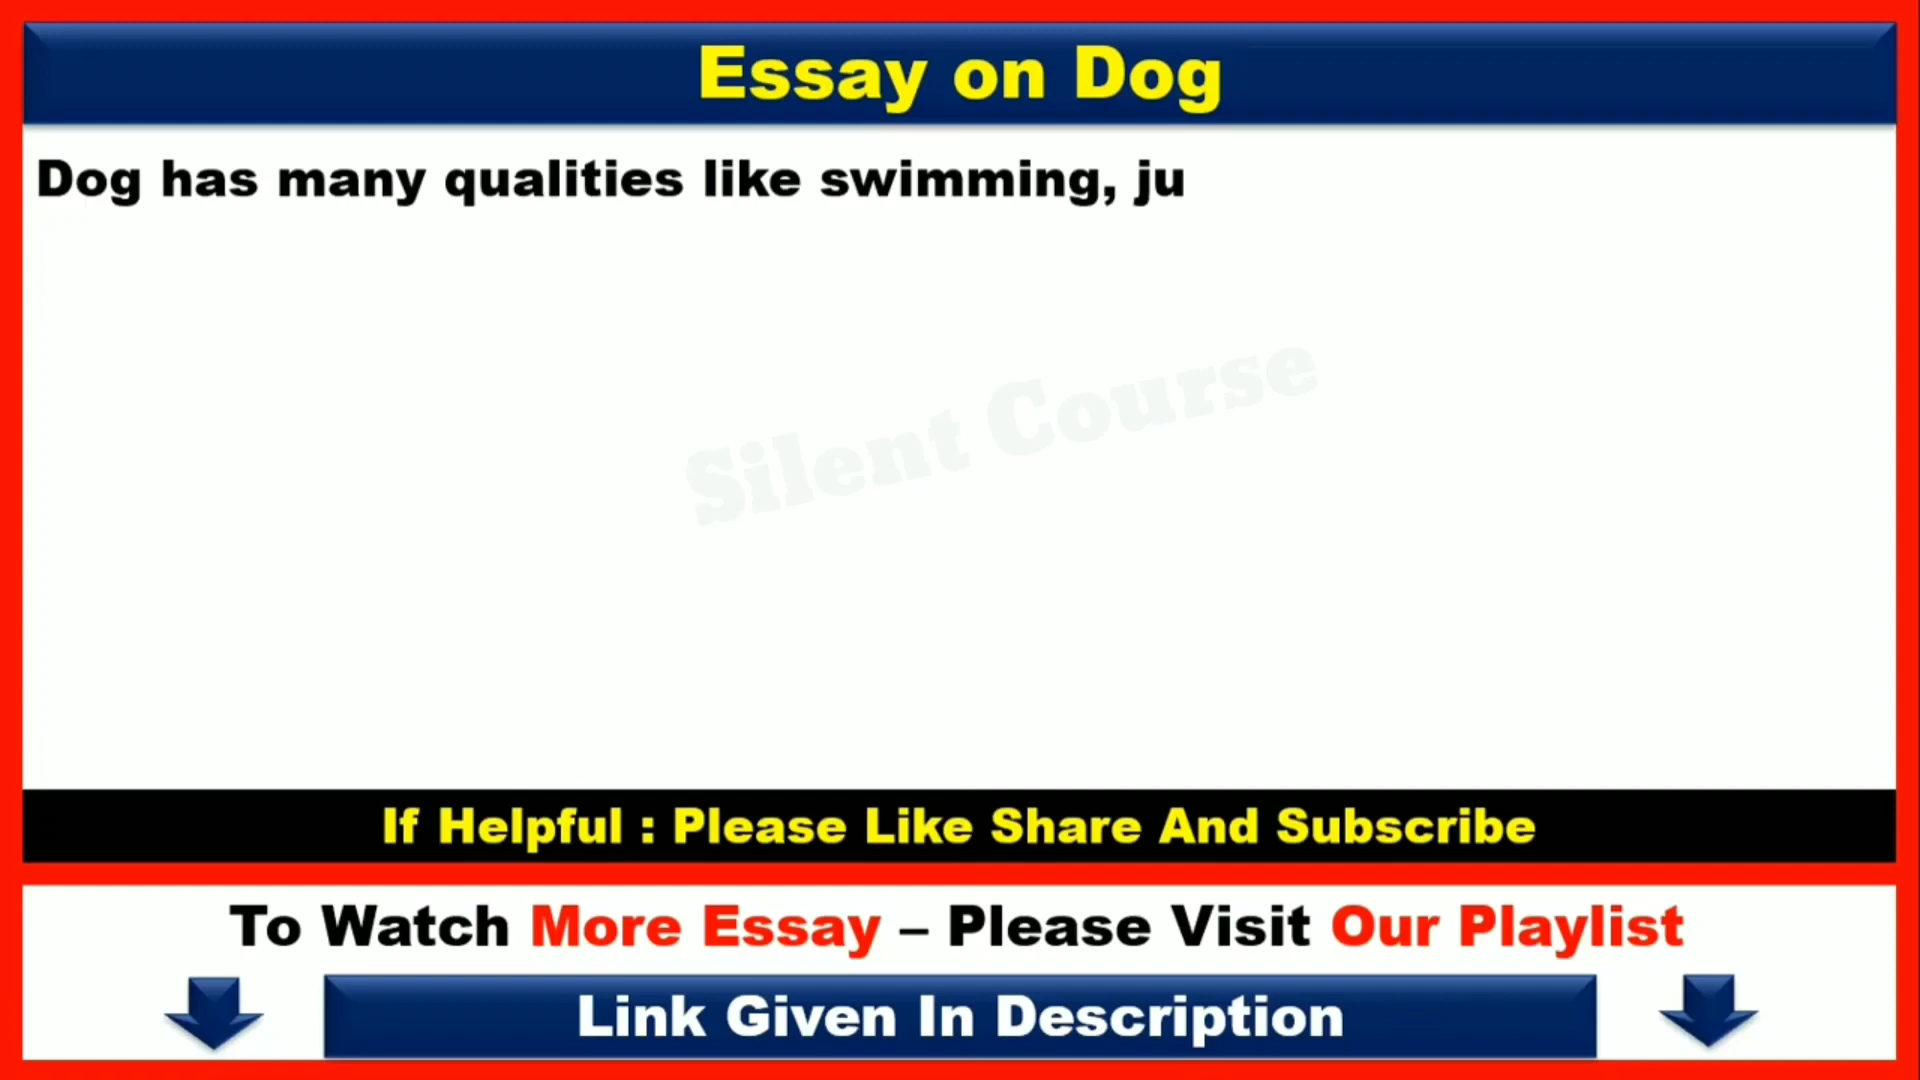 Essay on Dog
Dog has many qualities like swimming, ju
Silent Course
If Helpful : Please Like Share And Subscribe
To Watch More Essay – Please Visit Our Playlist
Link Given In Description